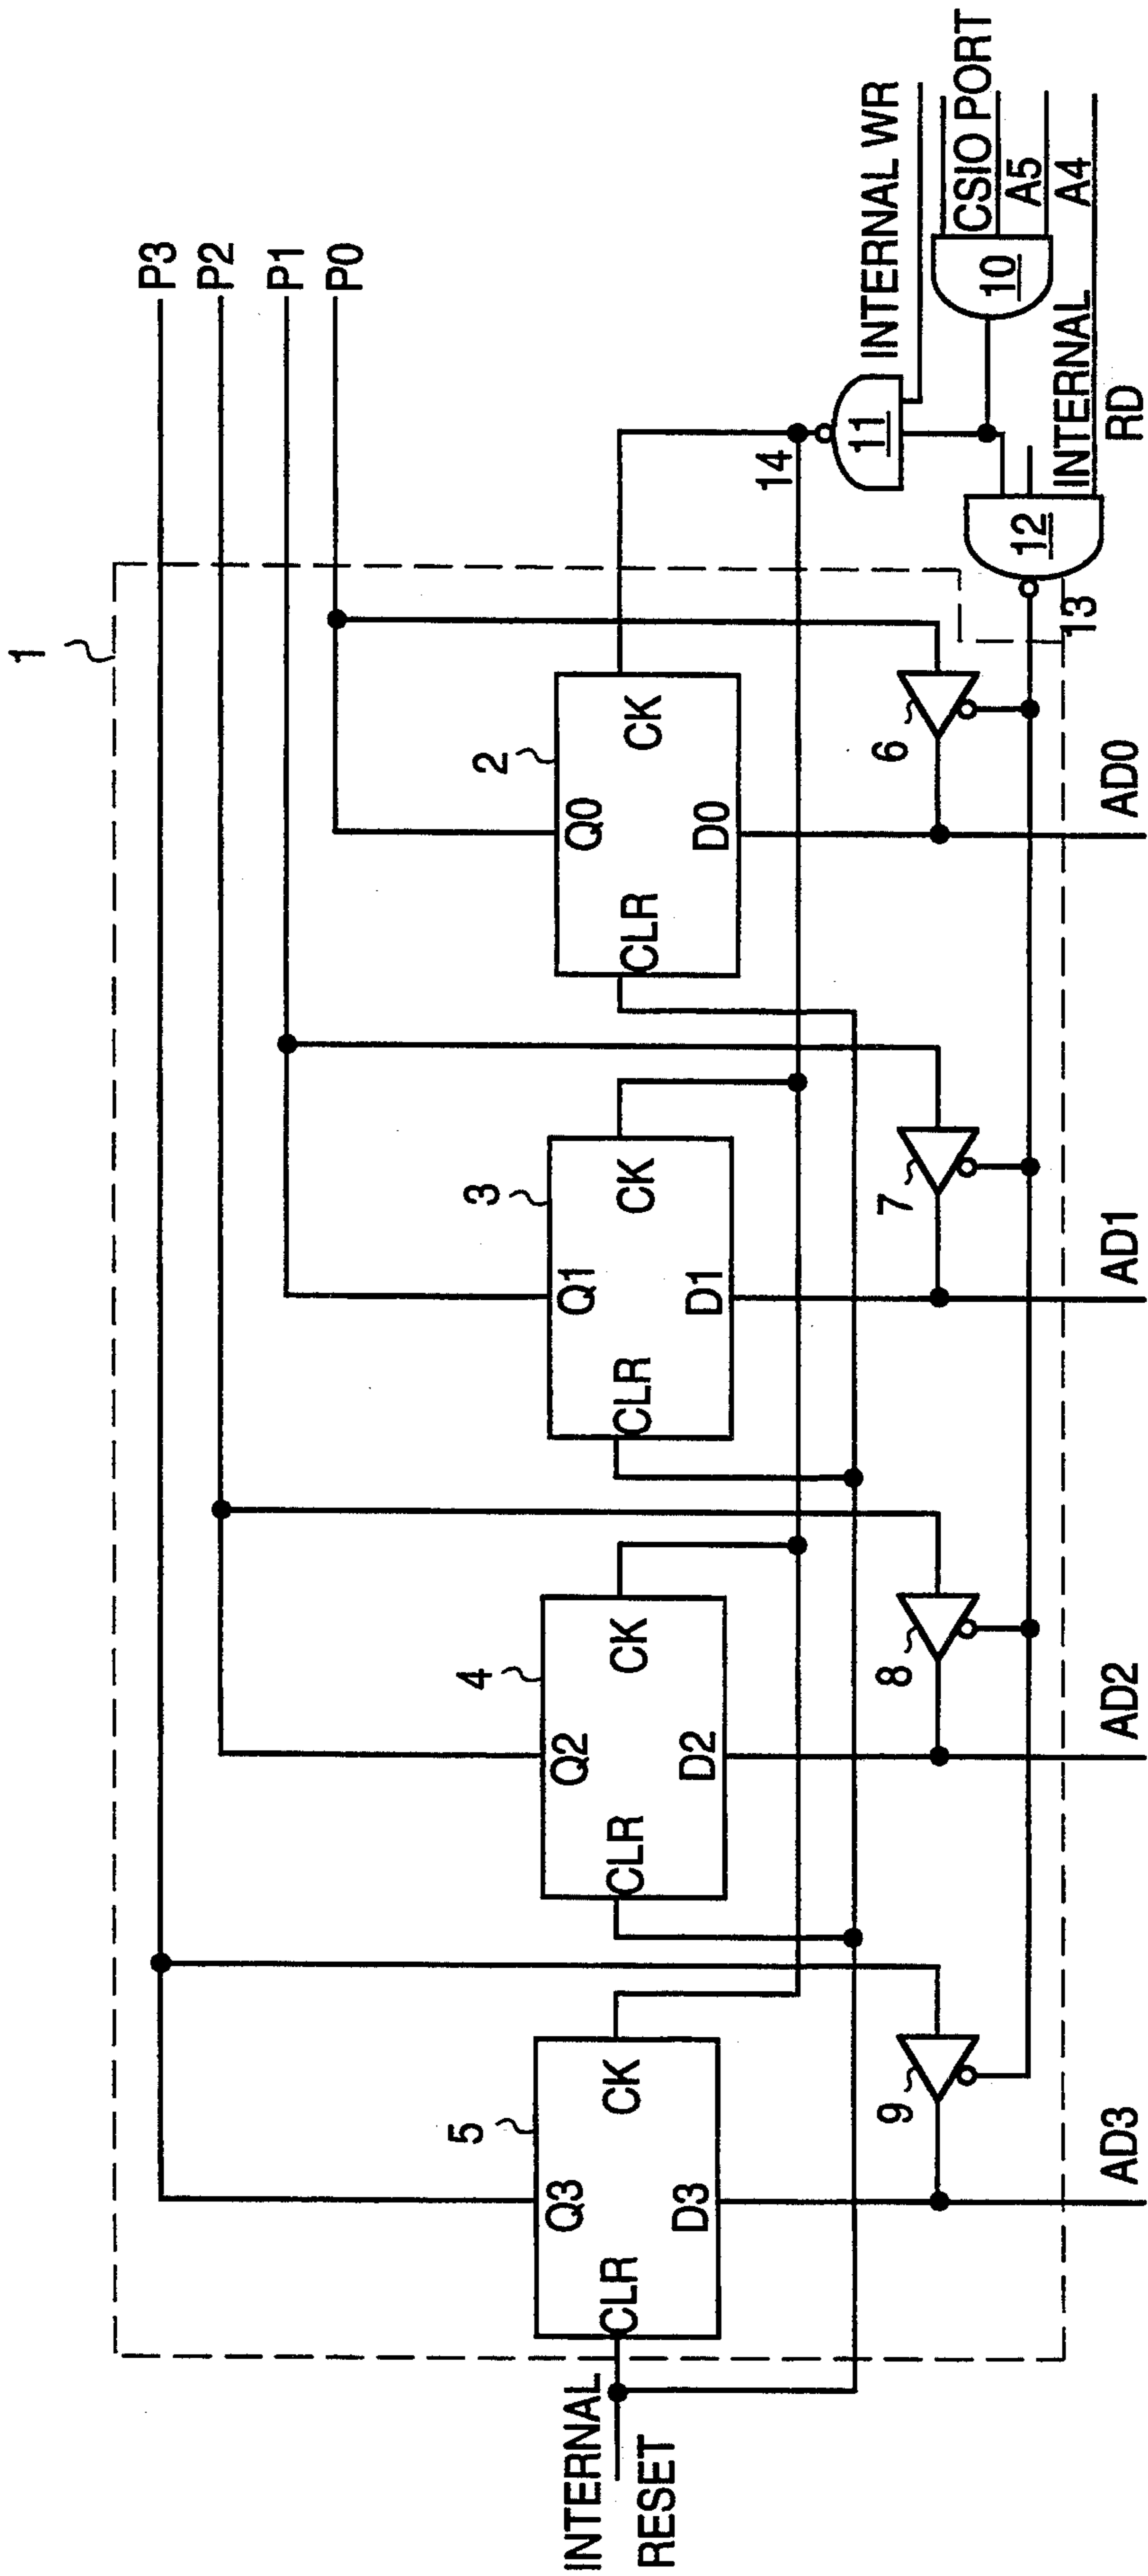 1
P3
P2
P1
P0
5
Q3
CLR
CK
D3
4
Q2
CLR
CK
D2
3
Q1
CLR
CK
D1
2
Q0
CLR
CK
D0
INTERNAL
RESET
9
8
7
6
14
11
INTERNAL WR
10
CSIO PORT
A5
A4
12
13
INTERNAL
RD
AD3
AD2
AD1
AD0